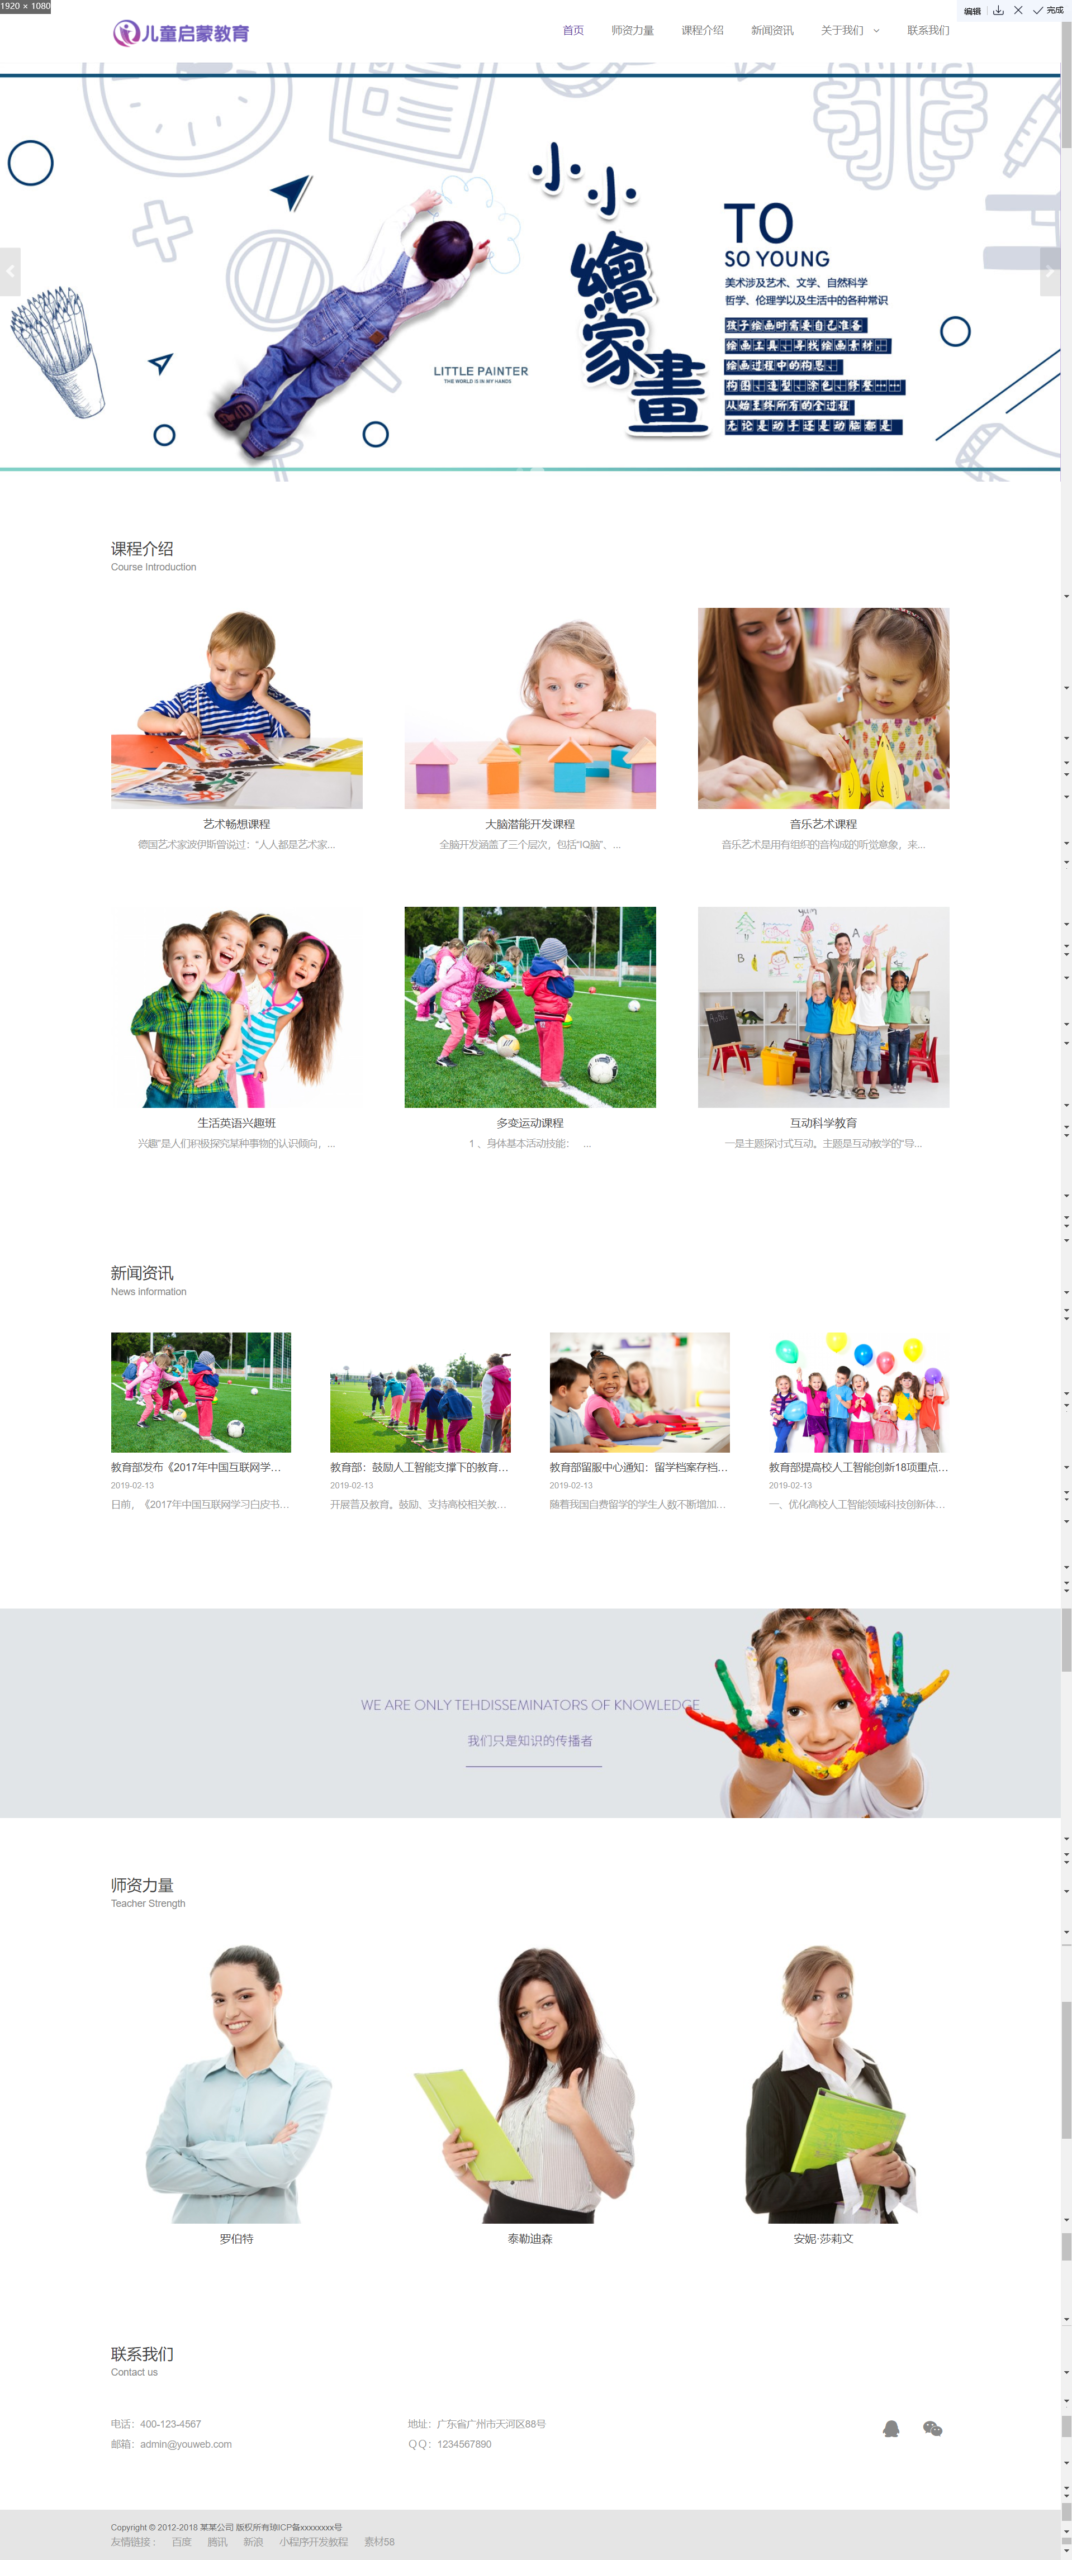 1920 × 1080
编辑
完成
儿童启蒙教育
首页 师资力量 课程介绍 新闻资讯 关于我们 联系我们
小小
繪
家
畫
TO
SO YOUNG
美术涉及艺术、文学、自然科学
哲学、伦理学以及生活中的各种常识
孩子绘画时需要自己准备
绘画工具、寻找绘画素材、
绘画过程中的构思、
构图、造型、涂色、修整……
从始至终所有的全过程
无论是动手还是动脑都是
LITTLE PAINTER
THE WORLD IS IN MY HANDS
课程介绍
Course Introduction
艺术畅想课程 大脑潜能开发课程 音乐艺术课程
德国艺术家波伊斯曾说过：“人人都是艺术家... 全脑开发涵盖了三个层次，包括“IQ脑”、... 音乐艺术是用有组织的音构成的听觉意象，来...
生活英语兴趣班 多变运动课程 互动科学教育
兴趣”是人们积极探究某种事物的认识倾向，... 1 、身体基本活动技能： ... 一是主题探讨式互动。主题是互动教学的“导...
新闻资讯
News information
教育部发布《2017年中国互联网学... 教育部：鼓励人工智能支撑下的教育... 教育部留服中心通知：留学档案存档... 教育部提高校人工智能创新18项重点...
2019-02-13 2019-02-13 2019-02-13 2019-02-13
日前，《2017年中国互联网学习白皮书... 开展普及教育。鼓励、支持高校相关教... 随着我国自费留学的学生人数不断增加... 一、优化高校人工智能领域科技创新体...
WE ARE ONLY TEHDISSEMINATORS OF KNOWLEDGE
我们只是知识的传播者
师资力量
Teacher Strength
罗伯特 泰勒迪森 安妮·莎莉文
联系我们
Contact us
电话：400-123-4567 地址：广东省广州市天河区88号
邮箱：admin@youweb.com QQ：1234567890
Copyright © 2012-2018 某某公司 版权所有琼ICP备xxxxxxxx号
友情链接： 百度 腾讯 新浪 小程序开发教程 素材58